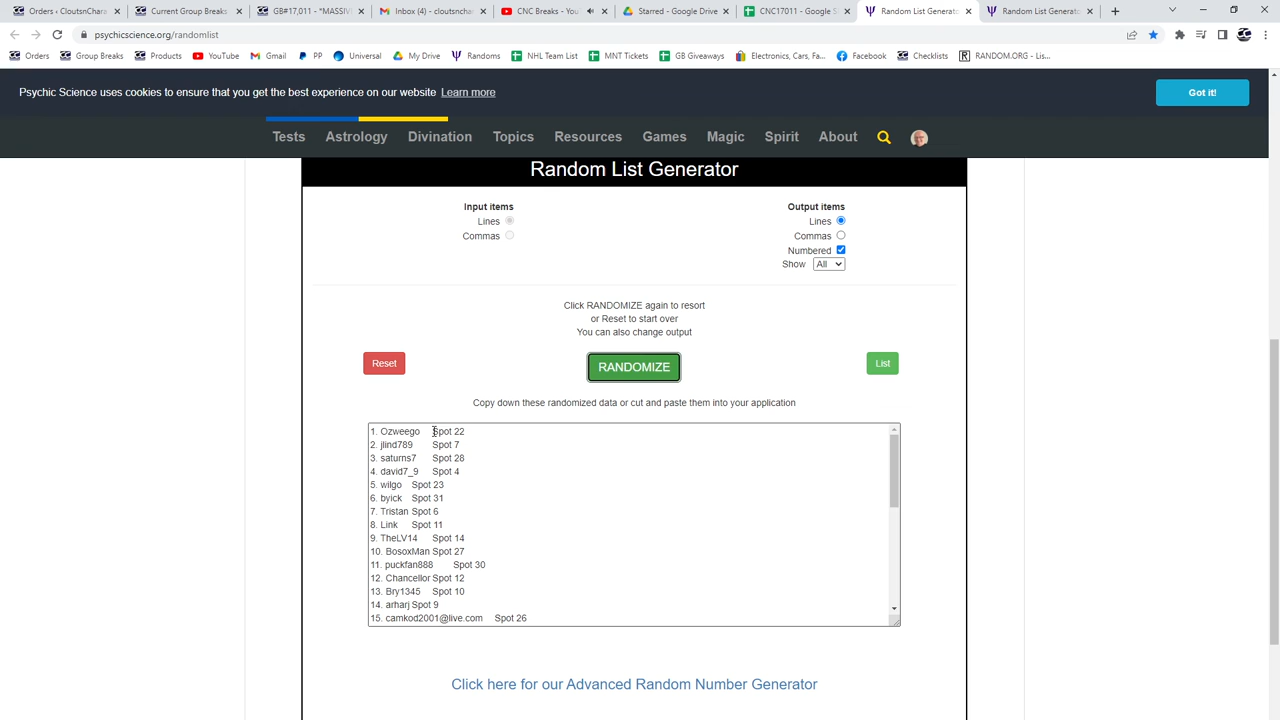 Orders › CloutsnChar
Current Group Breaks
GB#17,011 - *MASSIV
Inbox (4) - cloutsnchar
CNC Breaks - You
Starred - Google Drive
CNC17011 - Google S
Random List Generato
Random List Generato
psychicscience.org/randomlist
Orders
Group Breaks
Products
YouTube
Gmail
PP
Universal
My Drive
Randoms
NHL Team List
MNT Tickets
GB Giveaways
Electronics, Cars, Fa...
Facebook
Checklists
RANDOM.ORG - Lis...
Psychic Science uses cookies to ensure that you get the best experience on our website Learn more
Got it!
Tests Astrology Divination Topics Resources Games Magic Spirit About
Random List Generator
Input items
Lines
Commas
Output items
Lines
Commas
Numbered
Show All
Click RANDOMIZE again to resort
or Reset to start over
You can also change output
Reset
RANDOMIZE
List
Copy down these randomized data or cut and paste them into your application
1. Ozweego Spot 22
2. jlind789 Spot 7
3. saturns7 Spot 28
4. david7_9 Spot 4
5. wilgo Spot 23
6. byick Spot 31
7. Tristan Spot 6
8. Link Spot 11
9. TheLV14 Spot 14
10. BosoxMan Spot 27
11. puckfan888 Spot 30
12. Chancellor Spot 12
13. Bry1345 Spot 10
14. arharj Spot 9
15. camkod2001@live.com Spot 26
Click here for our Advanced Random Number Generator